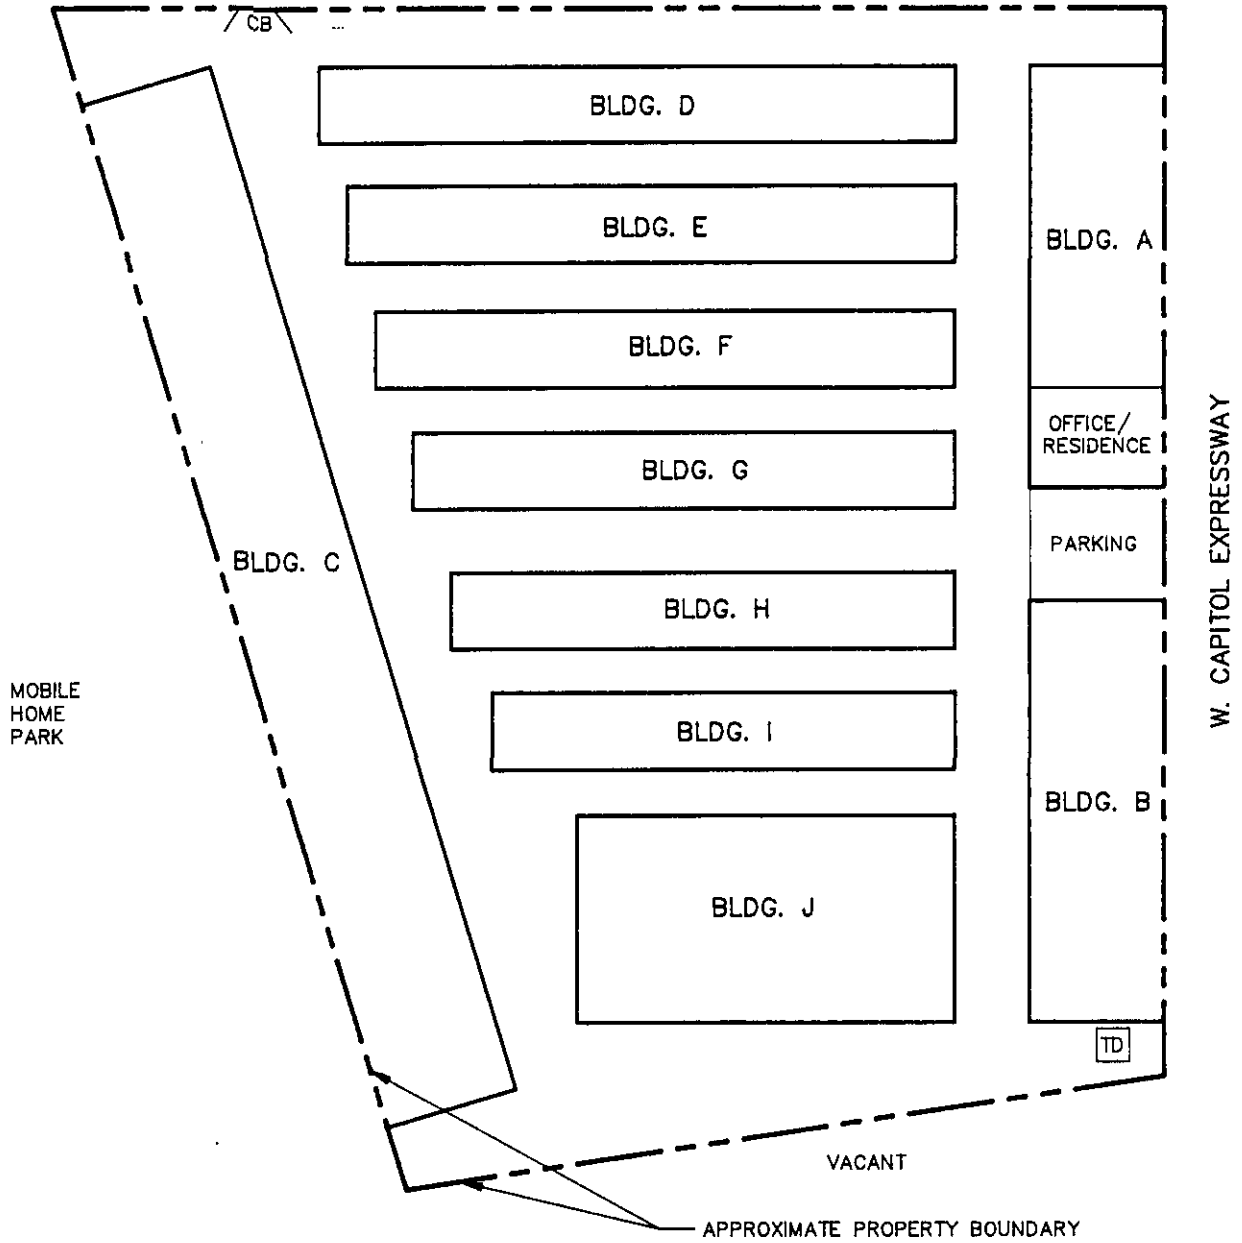 CB
BLDG. D
BLDG. E
BLDG. A
BLDG. F
OFFICE/
RESIDENCE
BLDG. G
W. CAPITOL EXPRESSWAY
PARKING
BLDG. C
BLDG. H
MOBILE
HOME
PARK
BLDG. I
BLDG. B
BLDG. J
TD
VACANT
APPROXIMATE PROPERTY BOUNDARY